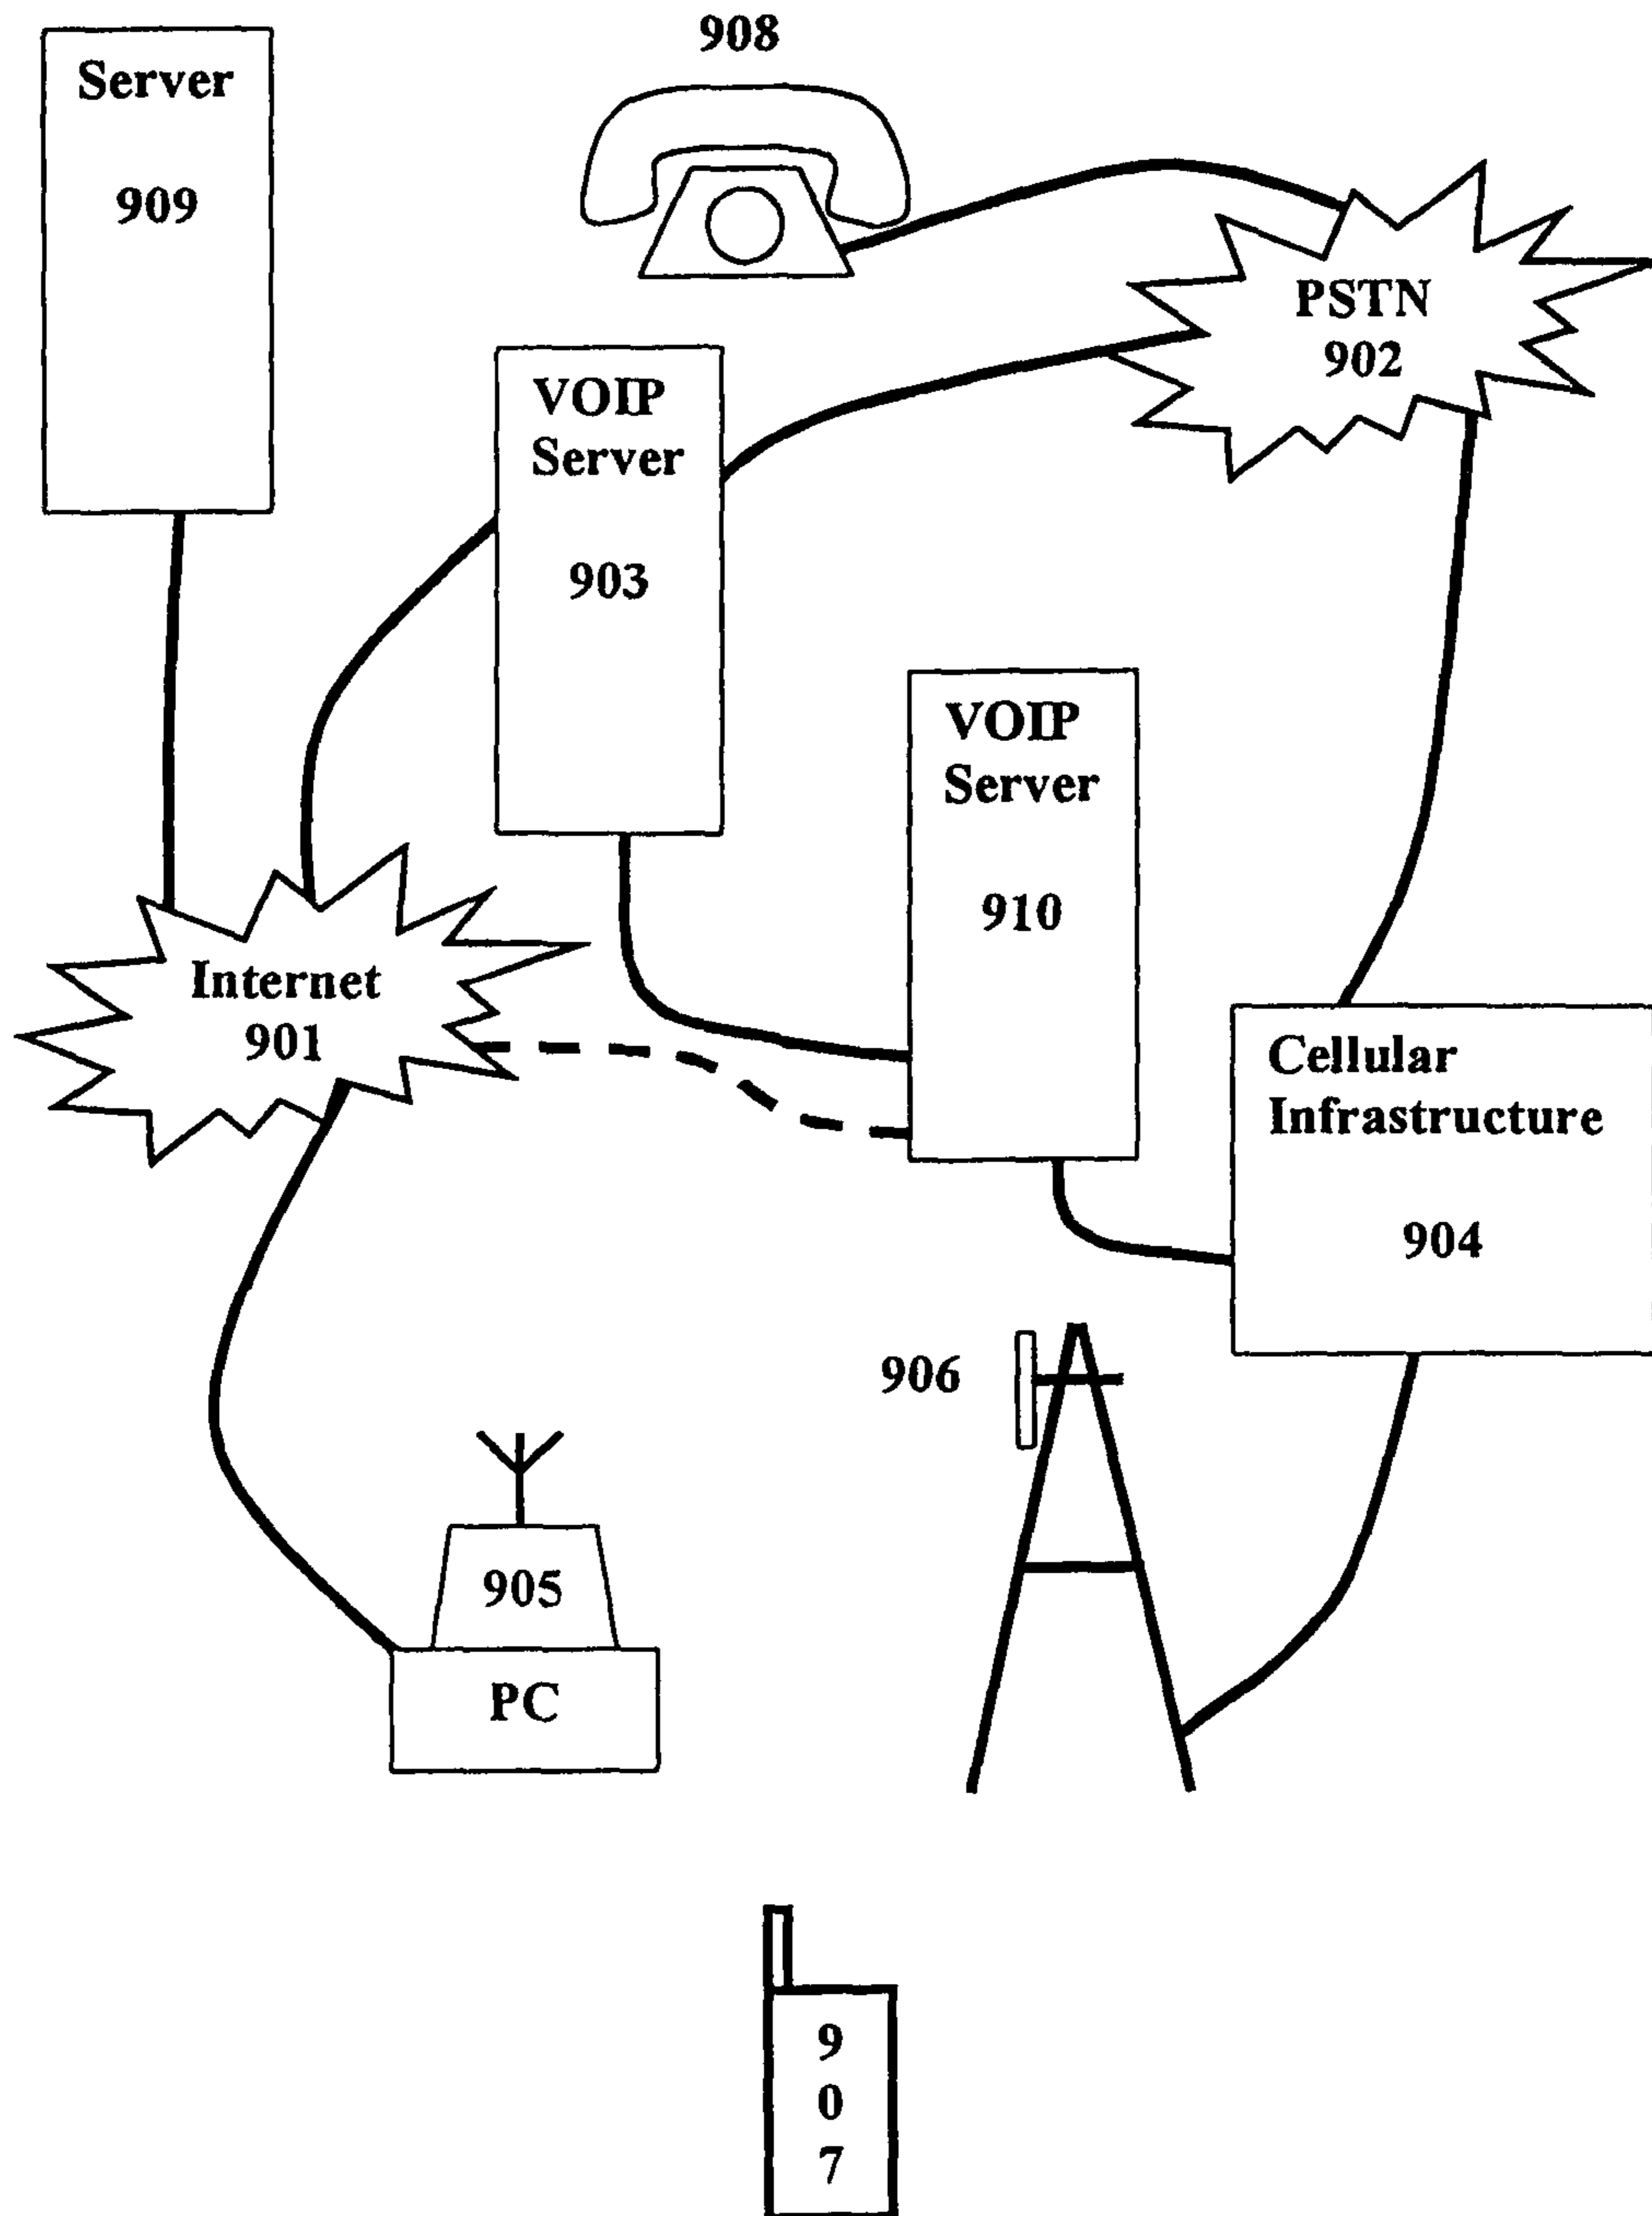 908
Server
909
PSTN
902
VOIP
Server
903
VOIP
Server
910
Internet
901
Cellular
Infrastructure
904
906
905
PC
9
0
7